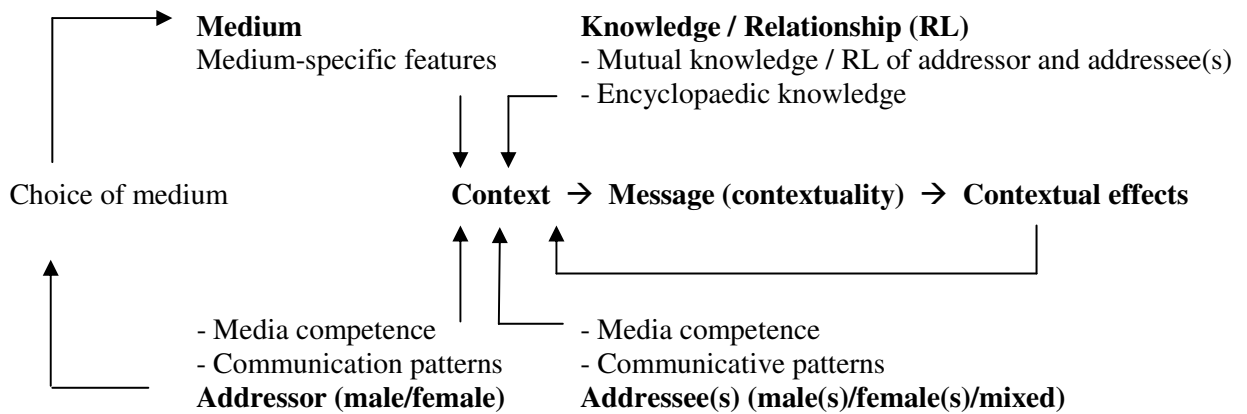 Medium
Medium-specific features
Knowledge / Relationship (RL)
- Mutual knowledge / RL of addressor and addressee(s)
- Encyclopaedic knowledge
Choice of medium
Context → Message (contextuality) → Contextual effects
- Media competence
- Communication patterns
Addressor (male/female)
- Media competence
- Communicative patterns
Addressee(s) (male(s)/female(s)/mixed)